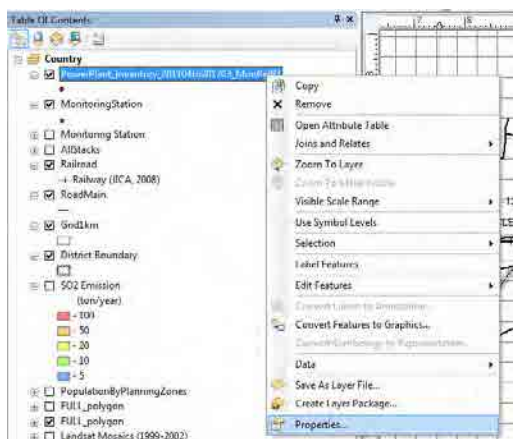 Table Of Contents
Country
MonitoringStation
Monitoring Station
AllStacks
Railroad
Railway (JICA, 2008)
RoadMain
Grid1km
District Boundary
SO2 Emission
(ton/year)
- 100
- 50
- 20
- 10
- 5
PopulationByPlanningZones
FULL_polygon
FULL_polygon
Landsat Mosaics (1999-2002)
Copy
Remove
Open Attribute Table
Joins and Relates
Zoom To Layer
Zoom To Make Visible
Visible Scale Range
Use Symbol Levels
Selection
Label Features
Edit Features
Convert Labels to Annotation...
Convert Features to Graphics...
Convert Symbology to Representation...
Data
Save As Layer File...
Create Layer Package...
Properties...